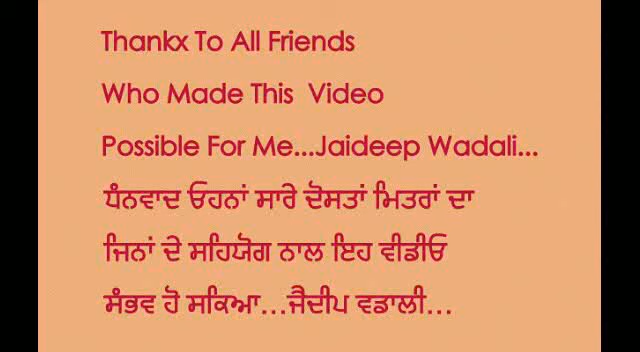 Thankx To All Friends
Who Made This Video
Possible For Me...Jaideep Wadali...
ਧੰਨਵਾਦ ਓਹਨਾਂ ਸਾਰੇ ਦੋਸਤਾਂ ਮਿਤਰਾਂ ਦਾ
ਜਿਨਾਂ ਦੇ ਸਹਿਯੋਗ ਨਾਲ ਇਹ ਵੀਡੀਓ
ਸੰਭਵ ਹੋ ਸਕਿਆ...ਜੈਦੀਪ ਵਡਾਲੀ...